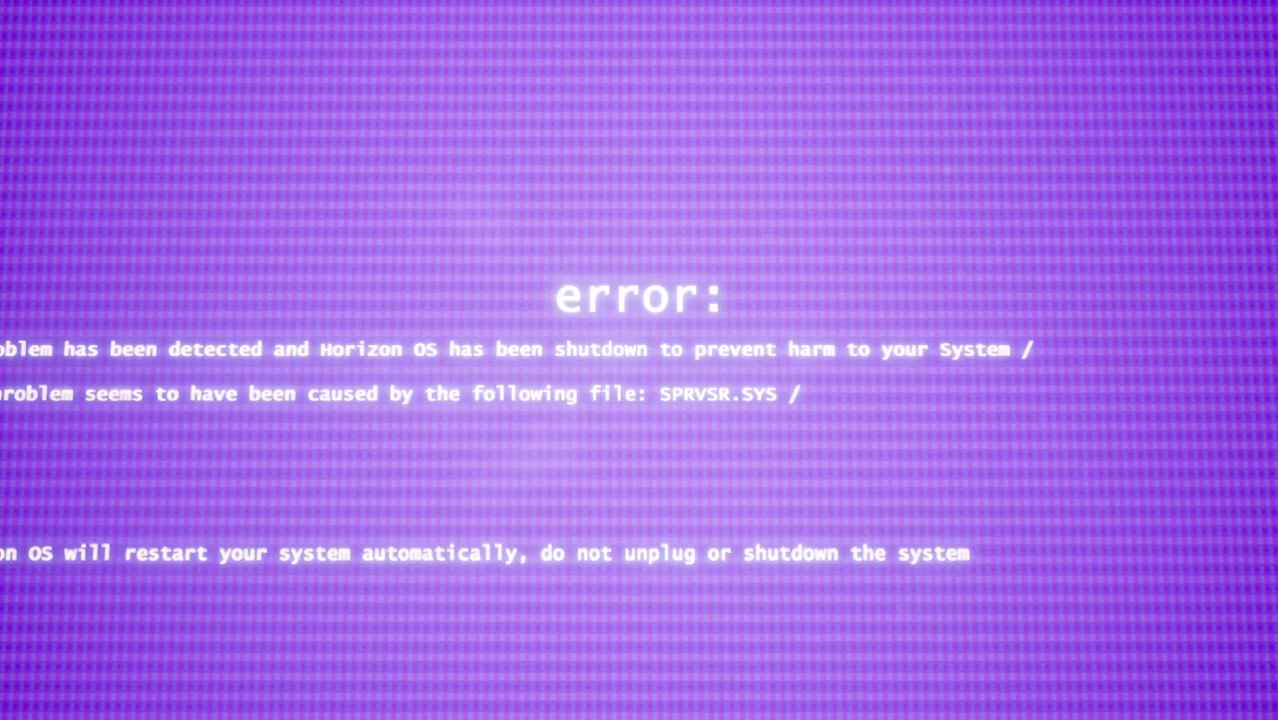 error:
oblem has been detected and Horizon OS has been shutdown to prevent harm to your System /
problem seems to have been caused by the following file: SPRVSR.SYS /
on OS will restart your system automatically, do not unplug or shutdown the system